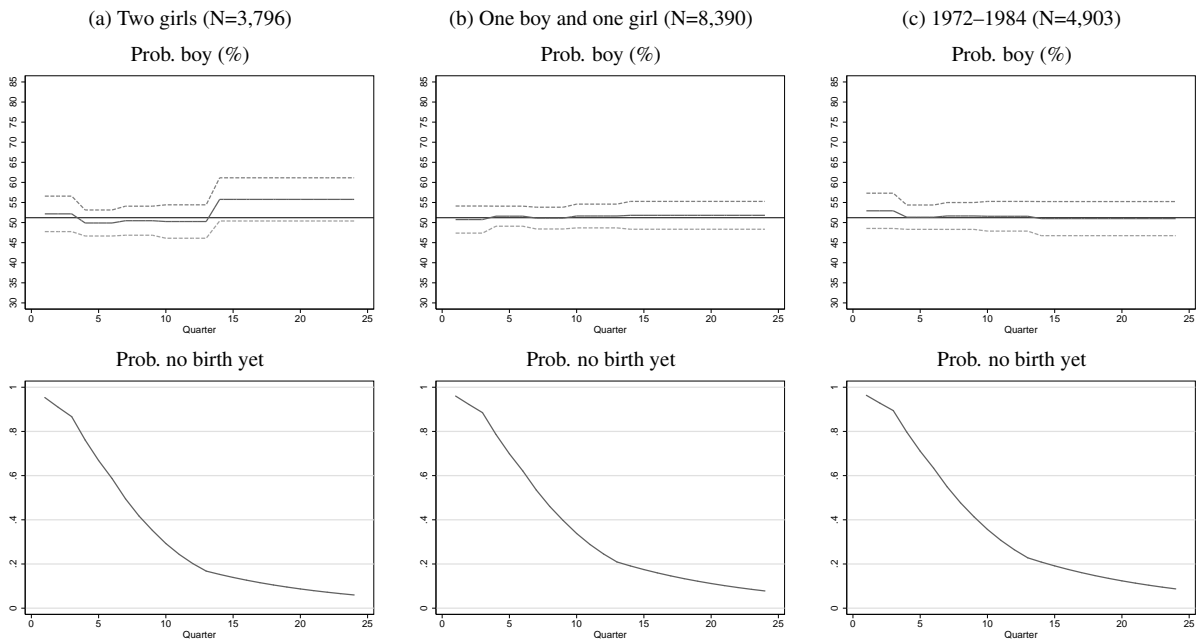 (a) Two girls (N=3,796)
(b) One boy and one girl (N=8,390)
(c) 1972–1984 (N=4,903)
Prob. boy (%)
Prob. boy (%)
Prob. boy (%)
85
80
75
70
65
60
55
50
45
40
35
30
0 5 10 15 20 25
Quarter
85
80
75
70
65
60
55
50
45
40
35
30
0 5 10 15 20 25
Quarter
85
80
75
70
65
60
55
50
45
40
35
30
0 5 10 15 20 25
Quarter
Prob. no birth yet
Prob. no birth yet
Prob. no birth yet
1
.8
.6
.4
.2
0
0 5 10 15 20 25
Quarter
1
.8
.6
.4
.2
0
0 5 10 15 20 25
Quarter
1
.8
.6
.4
.2
0
0 5 10 15 20 25
Quarter